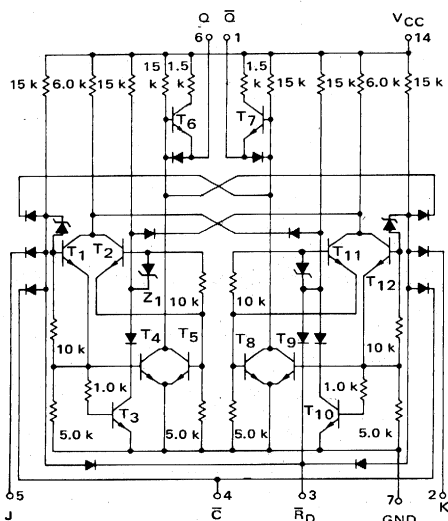 Q Q̄ VCC
6 1 14
15 k 6.0 k 15 k 15 k 1.5 k 1.5 k 15 k 15 k 6.0 k 15 k
T6 T7
T1 T2 T11 T12
Z1 10 k 10 k
T4 T5 T8 T9
10 k 10 k
1.0 k 1.0 k
T3 T10
5.0 k 5.0 k 5.0 k 5.0 k
5 4 3 7 2
J C̄ R̄D GND K